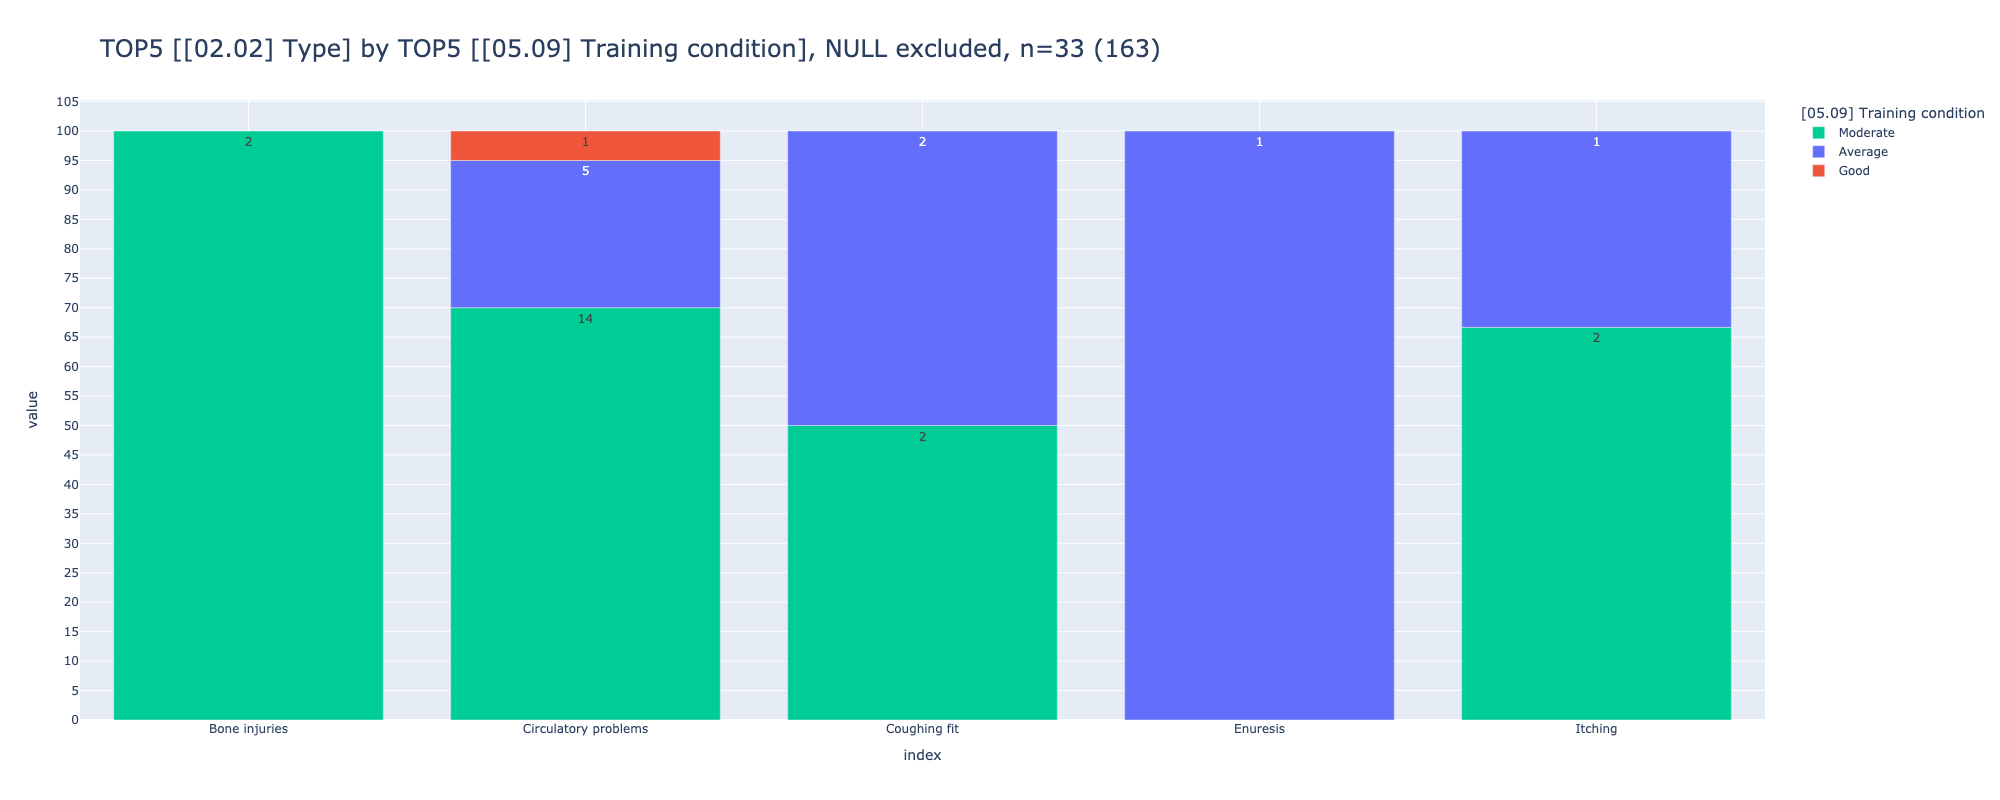 TOP5 [[02.02] Type] by TOP5 [[05.09] Training condition], NULL excluded, n=33 (163)
105
100
95
90
85
80
75
70
65
60
55
50
45
40
35
30
25
20
15
10
5
0
value
2
1
5
14
2
2
1
1
2
Bone injuries
Circulatory problems
Coughing fit
Enuresis
Itching
index
[05.09] Training condition
Moderate
Average
Good